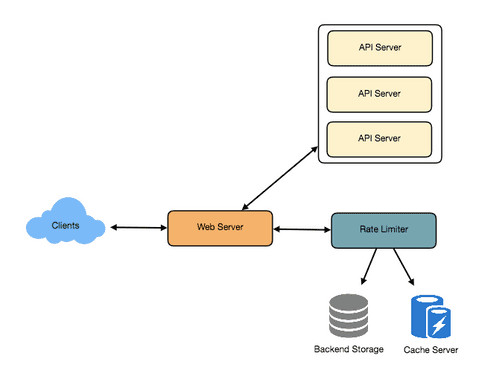 API Server
API Server
API Server
Clients
Web Server
Rate Limiter
Backend Storage
Cache Server